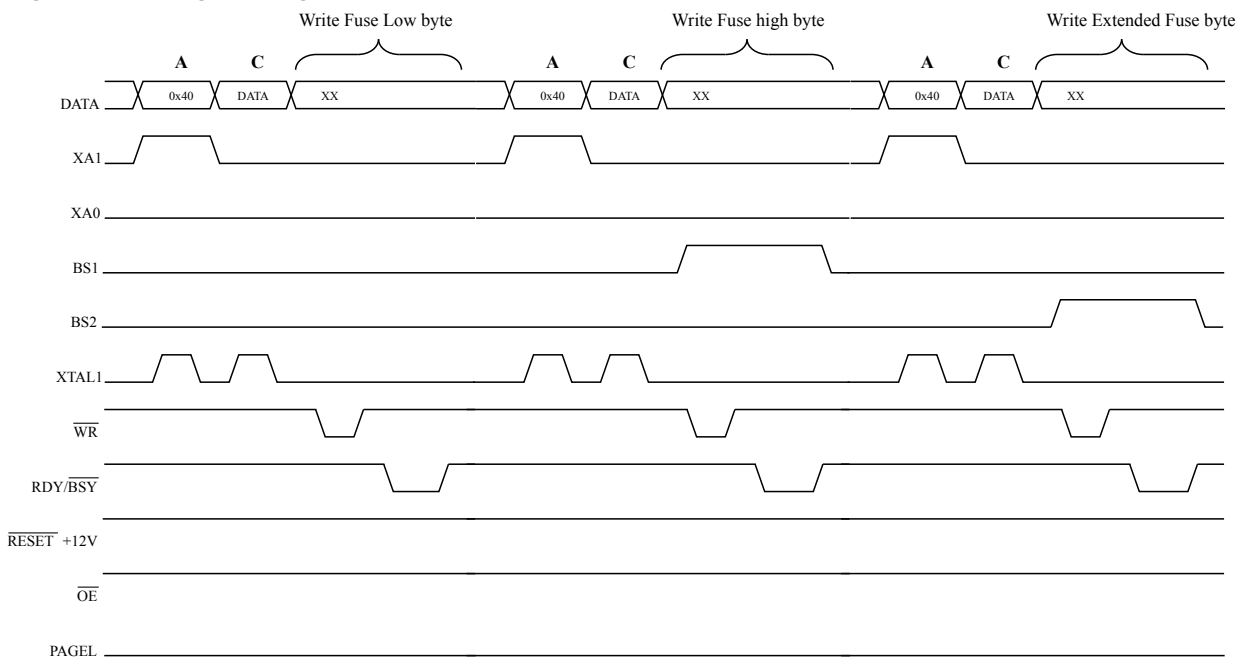 Write Fuse Low byte Write Fuse high byte Write Extended Fuse byte
A C A C A C
DATA 0x40 DATA XX 0x40 DATA XX 0x40 DATA XX
XA1
XA0
BS1
BS2
XTAL1
WR
RDY/BSY
RESET +12V
OE
PAGEL